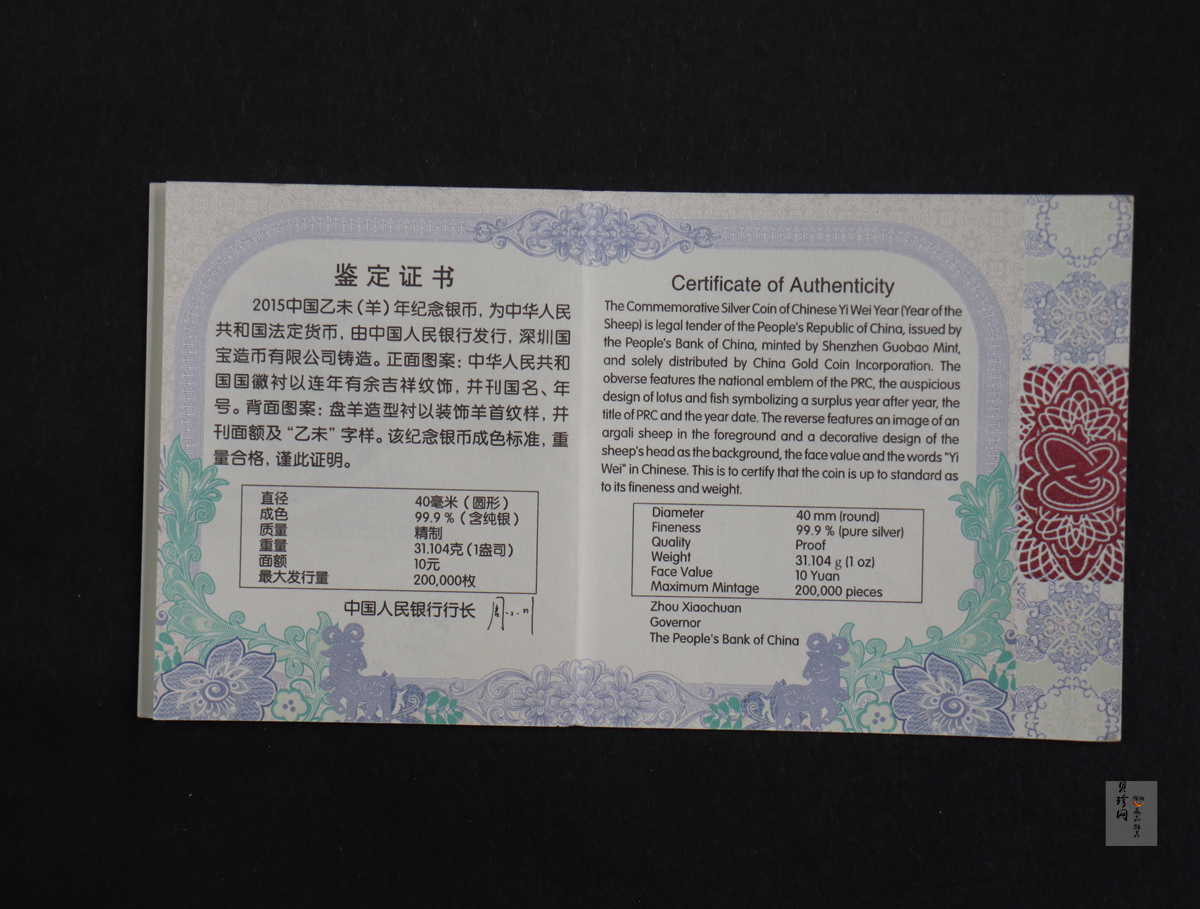 鉴定证书
2015中国乙未（羊）年纪念银币，为中华人民
共和国法定货币，由中国人民银行发行，深圳国
宝造币有限公司铸造。正面图案：中华人民共和
国国徽衬以连年有余吉祥纹饰，并刊国名、年
号。背面图案：盘羊造型衬以装饰羊首纹样，并
刊面额及“乙未”字样。该纪念银币成色标准，重
量合格，谨此证明。
直径 40毫米（圆形）
成色 99.9％（含纯银）
质量 精制
重量 31.104克（1盎司）
面额 10元
最大发行量 200,000枚
中国人民银行行长
Certificate of Authenticity
The Commemorative Silver Coin of Chinese Yi Wei Year (Year of the
Sheep) is legal tender of the People's Republic of China, issued by
the People's Bank of China, minted by Shenzhen Guobao Mint,
and solely distributed by China Gold Coin Incorporation. The
obverse features the national emblem of the PRC, the auspicious
design of lotus and fish symbolizing a surplus year after year, the
title of PRC and the year date. The reverse features an image of an
argali sheep in the foreground and a decorative design of the
sheep's head as the background, the face value and the words "Yi
Wei" in Chinese. This is to certify that the coin is up to standard as
to its fineness and weight.
Diameter 40 mm (round)
Fineness 99.9 % (pure silver)
Quality Proof
Weight 31.104 g (1 oz)
Face Value 10 Yuan
Maximum Mintage 200,000 pieces
Zhou Xiaochuan
Governor
The People's Bank of China